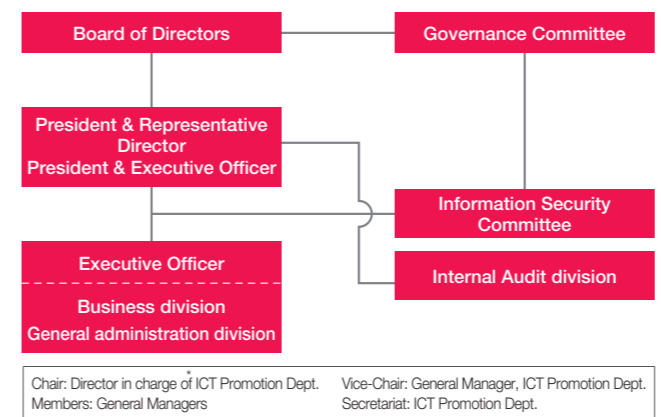 Board of Directors
Governance Committee
President & Representative
Director
President & Executive Officer
Information Security
Committee
Executive Officer
Internal Audit division
Business division
General administration division
*
Chair: Director in charge of ICT Promotion Dept.
Vice-Chair: General Manager, ICT Promotion Dept.
Members: General Managers
Secretariat: ICT Promotion Dept.